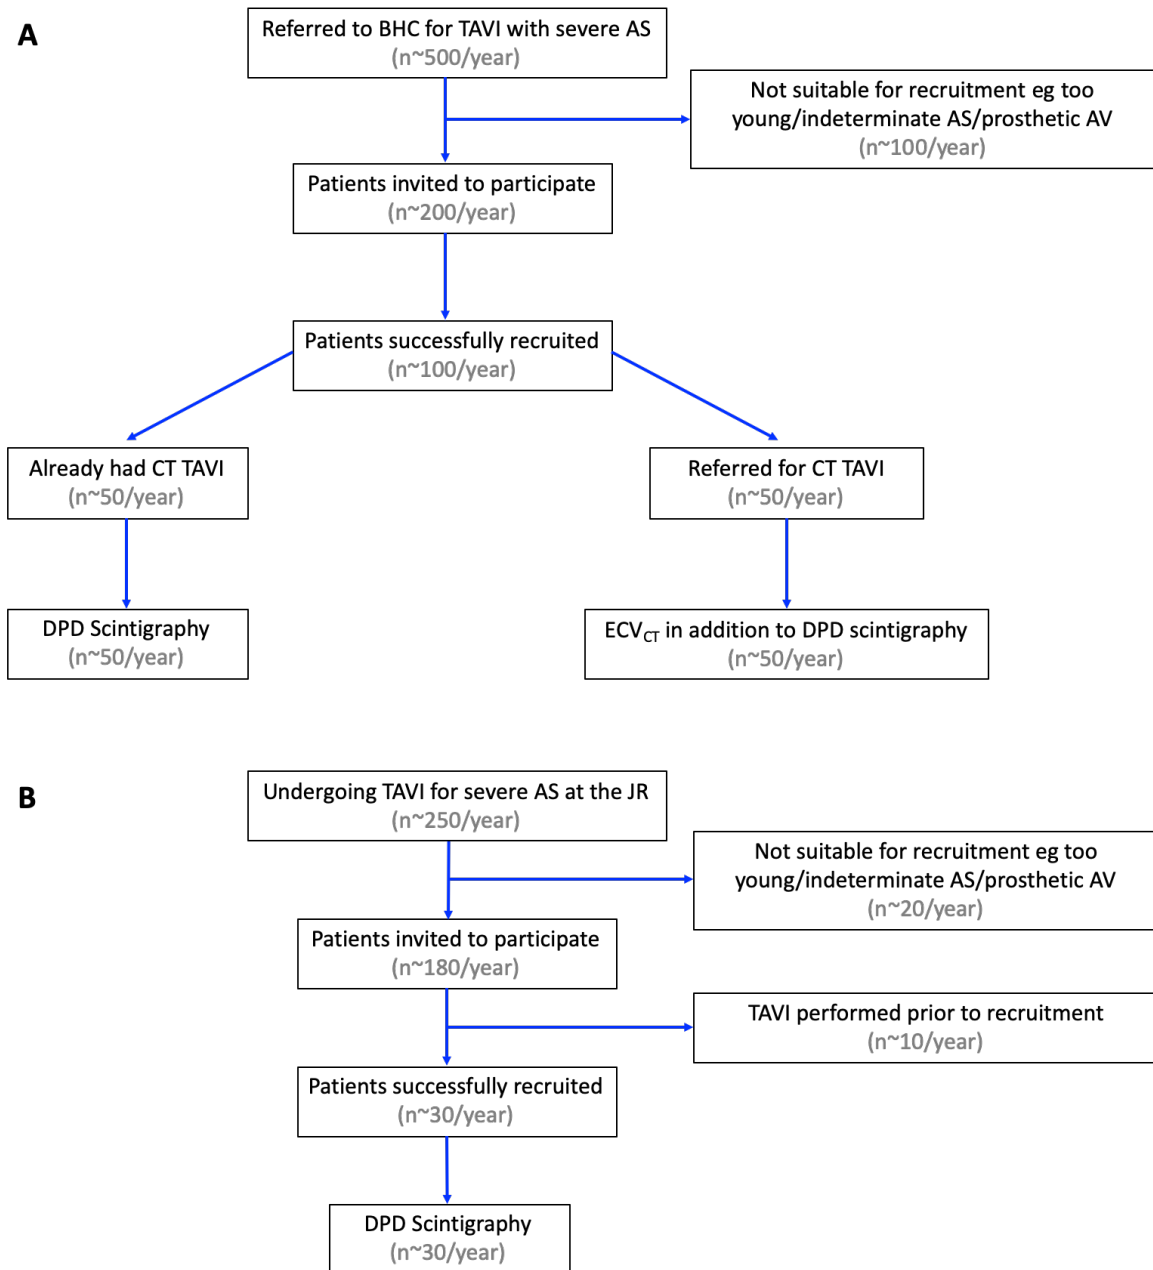 A
Referred to BHC for TAVI with severe AS
(n~500/year)
Not suitable for recruitment eg too
young/indeterminate AS/prosthetic AV
(n~100/year)
Patients invited to participate
(n~200/year)
Patients successfully recruited
(n~100/year)
Already had CT TAVI
(n~50/year)
Referred for CT TAVI
(n~50/year)
DPD Scintigraphy
(n~50/year)
ECVCT in addition to DPD scintigraphy
(n~50/year)
B
Undergoing TAVI for severe AS at the JR
(n~250/year)
Not suitable for recruitment eg too
young/indeterminate AS/prosthetic AV
(n~20/year)
Patients invited to participate
(n~180/year)
TAVI performed prior to recruitment
(n~10/year)
Patients successfully recruited
(n~30/year)
DPD Scintigraphy
(n~30/year)